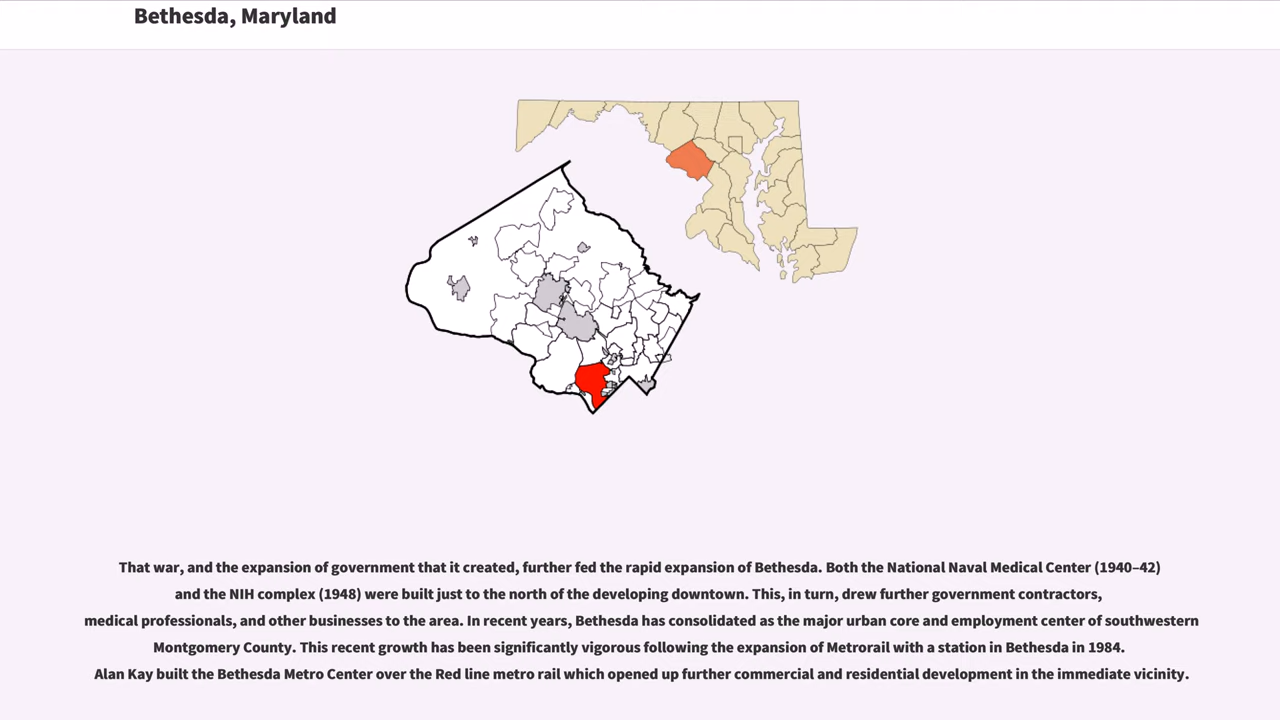 Bethesda, Maryland
That war, and the expansion of government that it created, further fed the rapid expansion of Bethesda. Both the National Naval Medical Center (1940–42)
and the NIH complex (1948) were built just to the north of the developing downtown. This, in turn, drew further government contractors,
medical professionals, and other businesses to the area. In recent years, Bethesda has consolidated as the major urban core and employment center of southwestern
Montgomery County. This recent growth has been significantly vigorous following the expansion of Metrorail with a station in Bethesda in 1984.
Alan Kay built the Bethesda Metro Center over the Red line metro rail which opened up further commercial and residential development in the immediate vicinity.